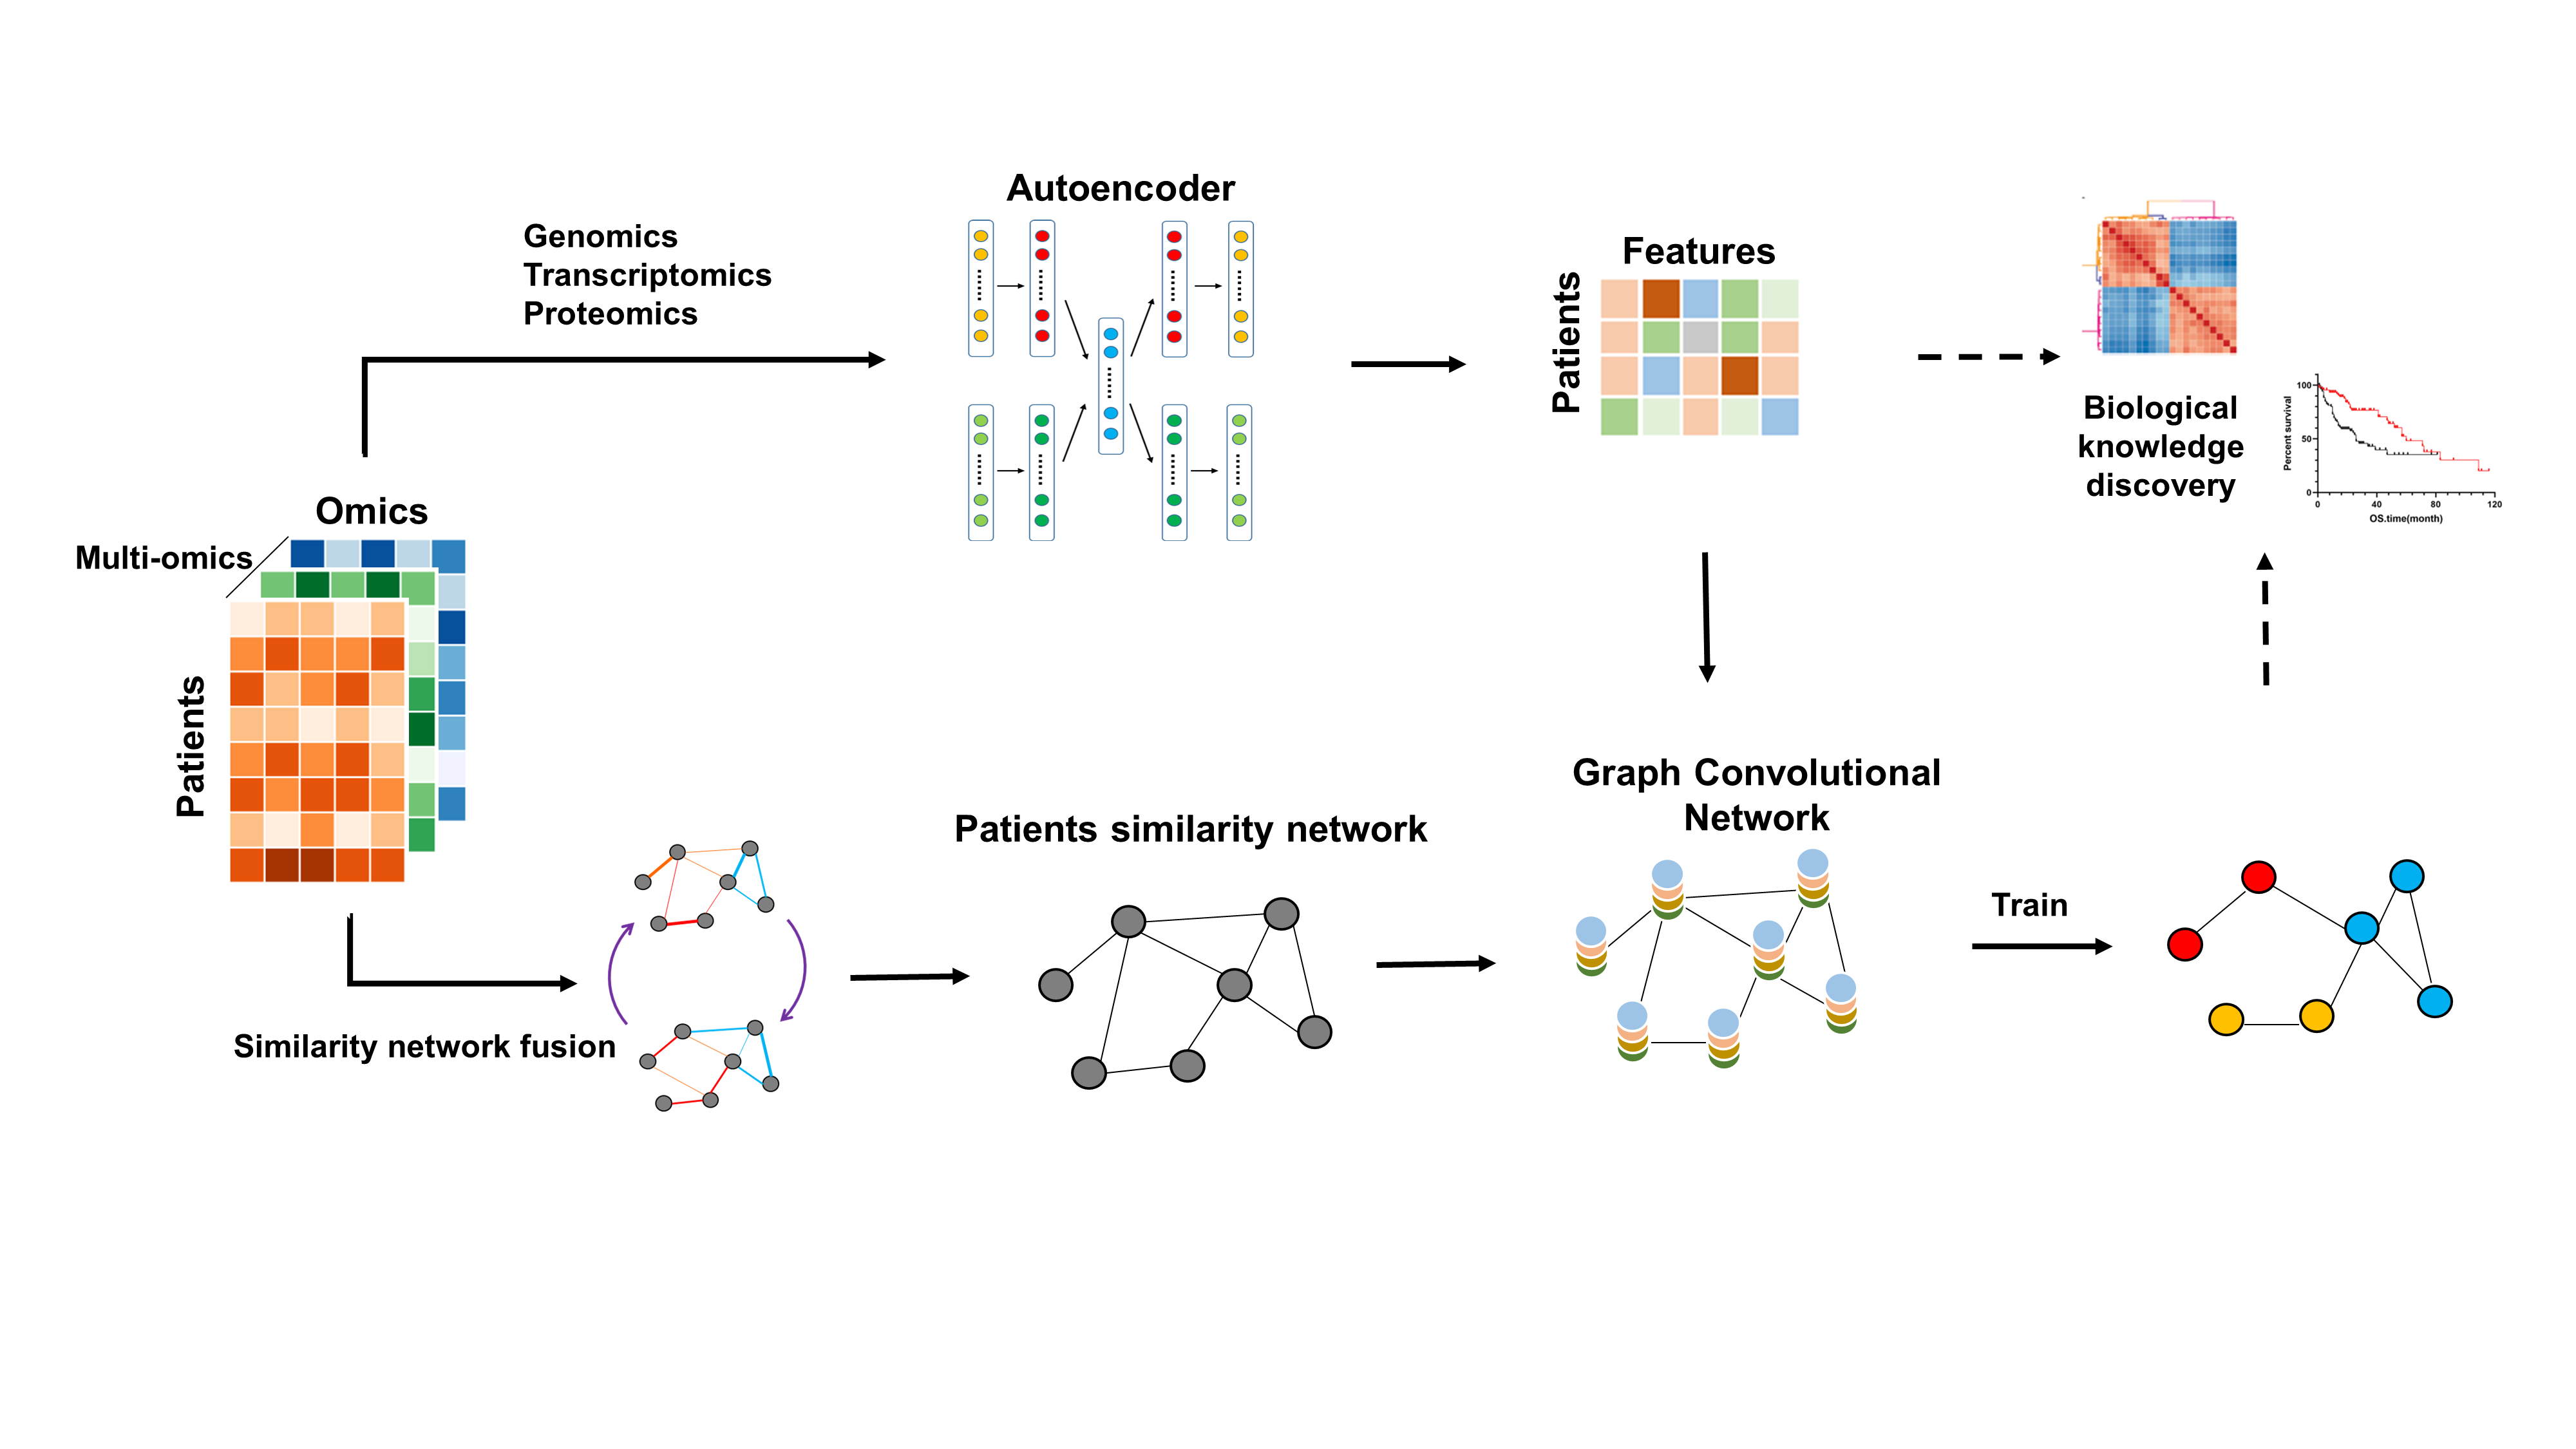 Autoencoder
Genomics
Transcriptomics
Proteomics
Features
Patients
Biological
knowledge
discovery
100
50
0
Percent survival
0 40 80 120
OS.time(month)
Omics
Multi-omics
Patients
Similarity network fusion
Patients similarity network
Graph Convolutional
Network
Train